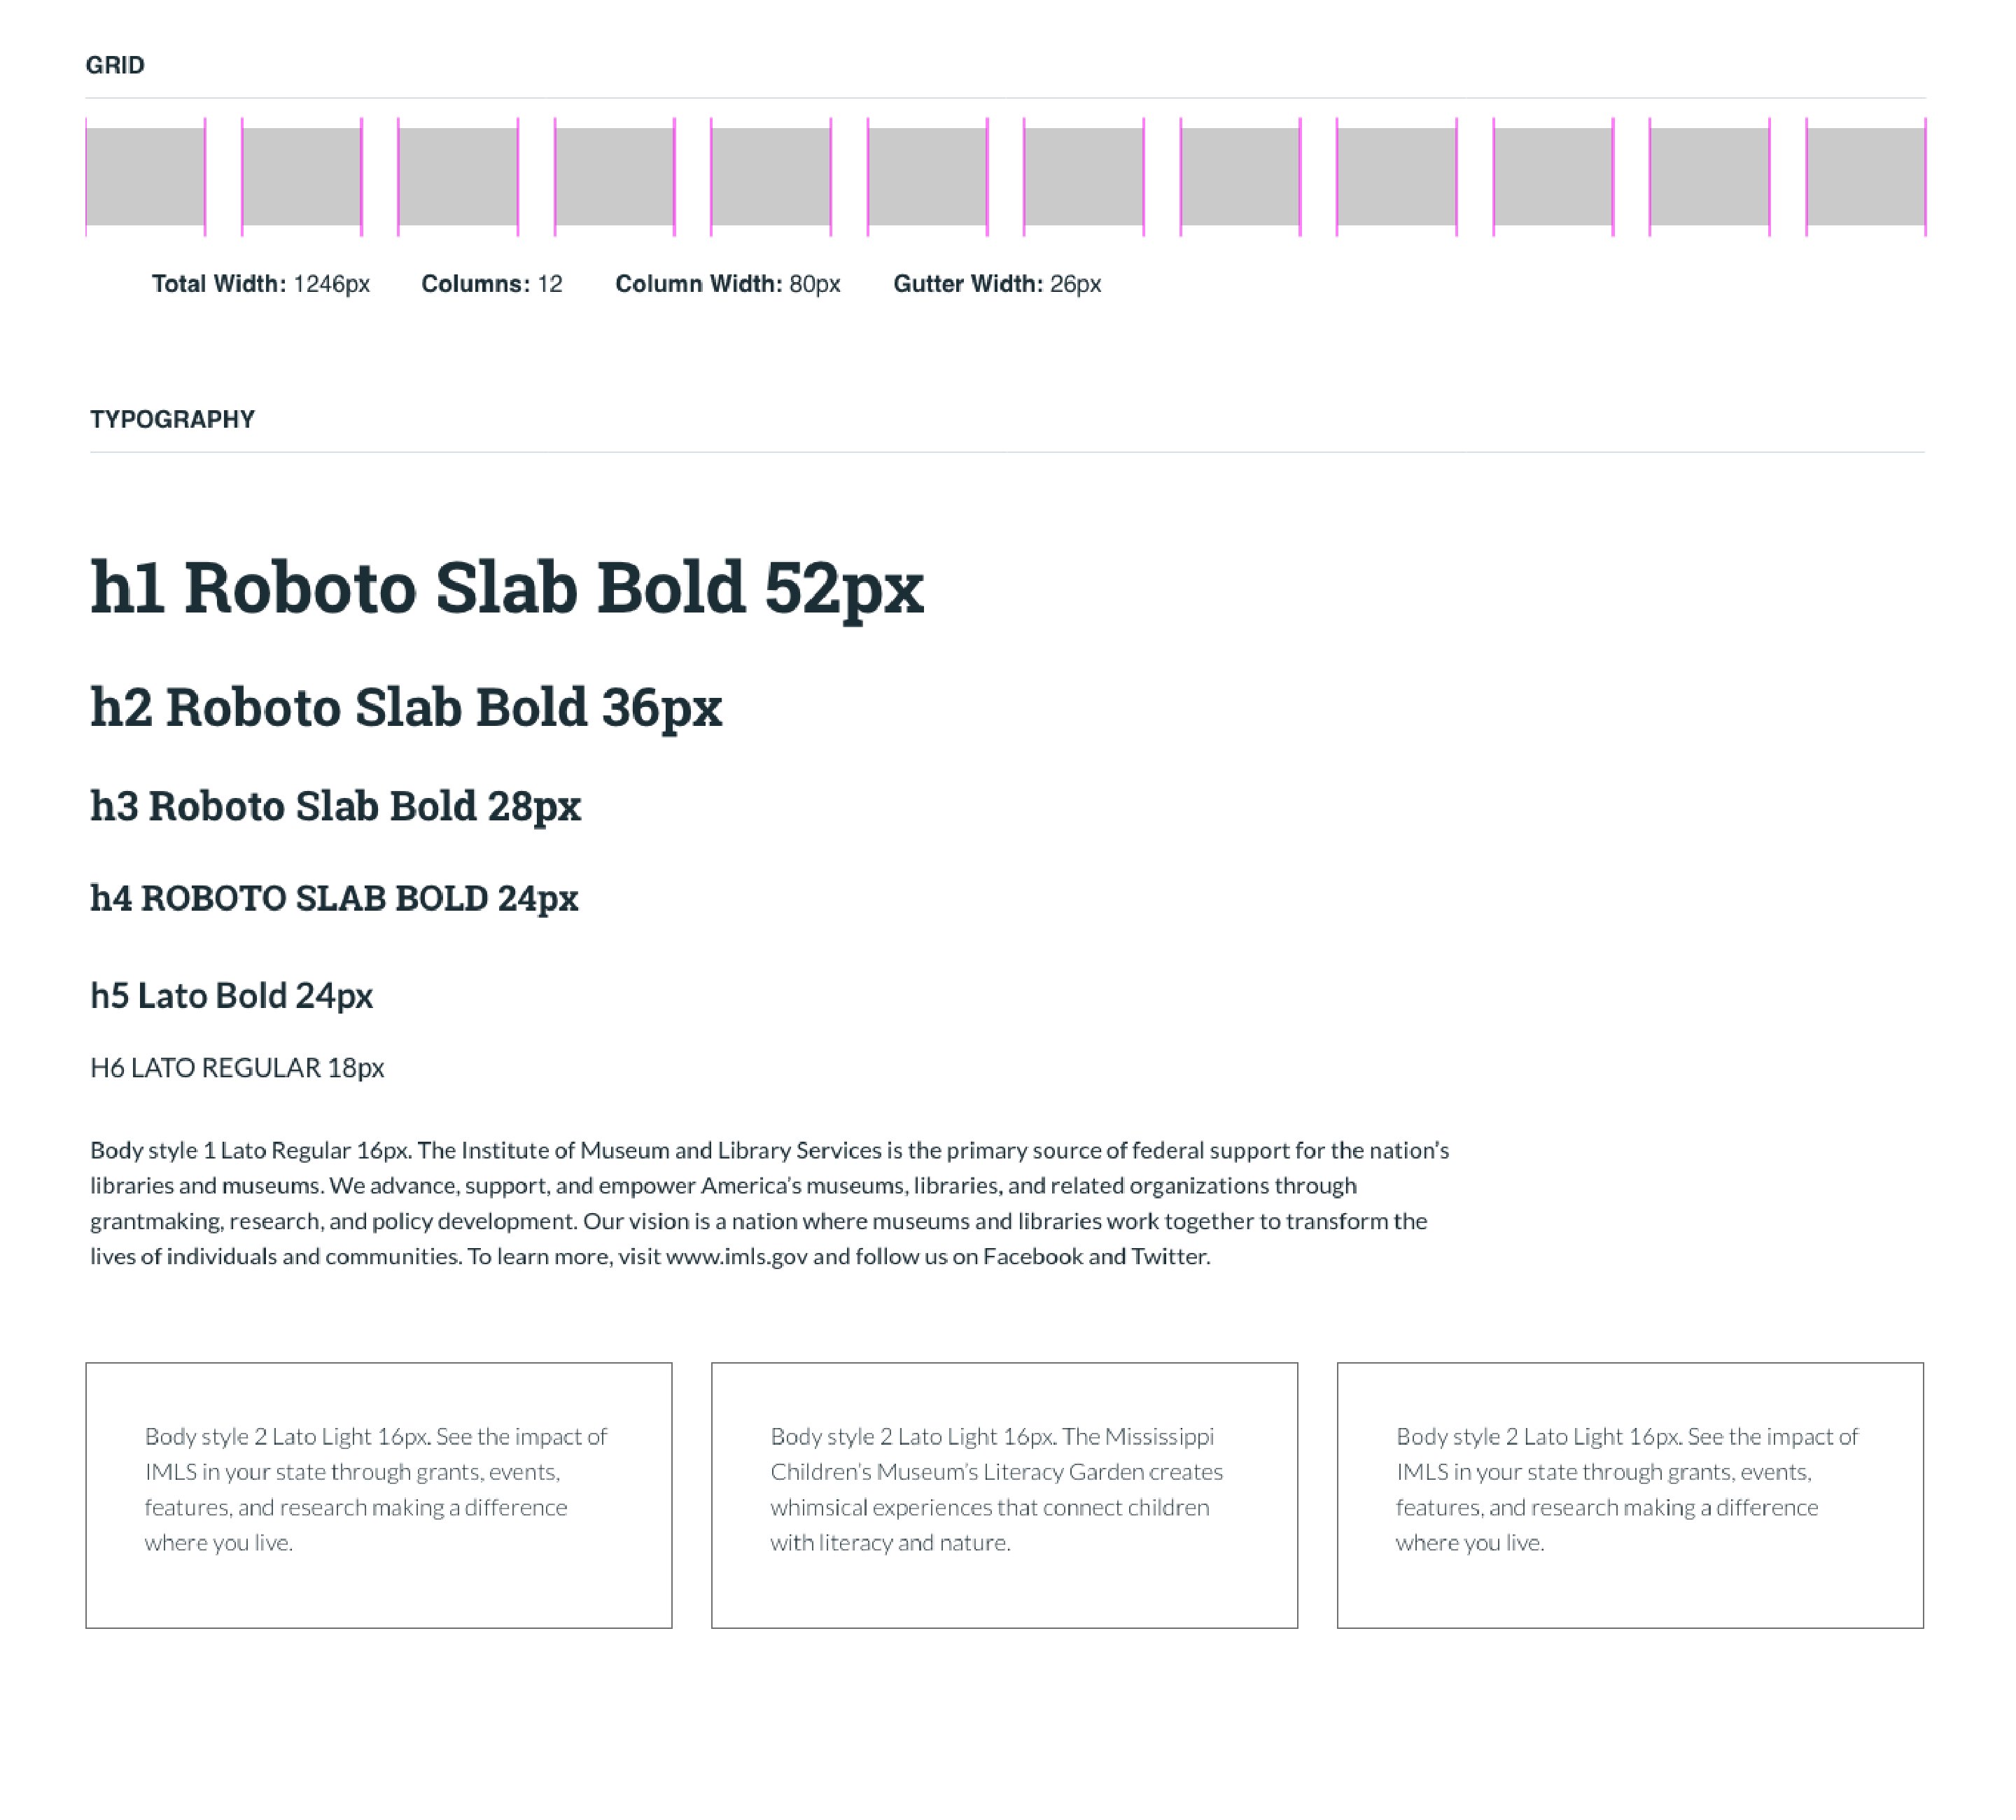 GRID
Total Width: 1246px Columns: 12 Column Width: 80px Gutter Width: 26px
TYPOGRAPHY
h1 Roboto Slab Bold 52px
h2 Roboto Slab Bold 36px
h3 Roboto Slab Bold 28px
h4 ROBOTO SLAB BOLD 24px
h5 Lato Bold 24px
H6 LATO REGULAR 18px
Body style 1 Lato Regular 16px. The Institute of Museum and Library Services is the primary source of federal support for the nation’s
libraries and museums. We advance, support, and empower America’s museums, libraries, and related organizations through
grantmaking, research, and policy development. Our vision is a nation where museums and libraries work together to transform the
lives of individuals and communities. To learn more, visit www.imls.gov and follow us on Facebook and Twitter.
Body style 2 Lato Light 16px. See the impact of
IMLS in your state through grants, events,
features, and research making a difference
where you live.
Body style 2 Lato Light 16px. The Mississippi
Children’s Museum’s Literacy Garden creates
whimsical experiences that connect children
with literacy and nature.
Body style 2 Lato Light 16px. See the impact of
IMLS in your state through grants, events,
features, and research making a difference
where you live.